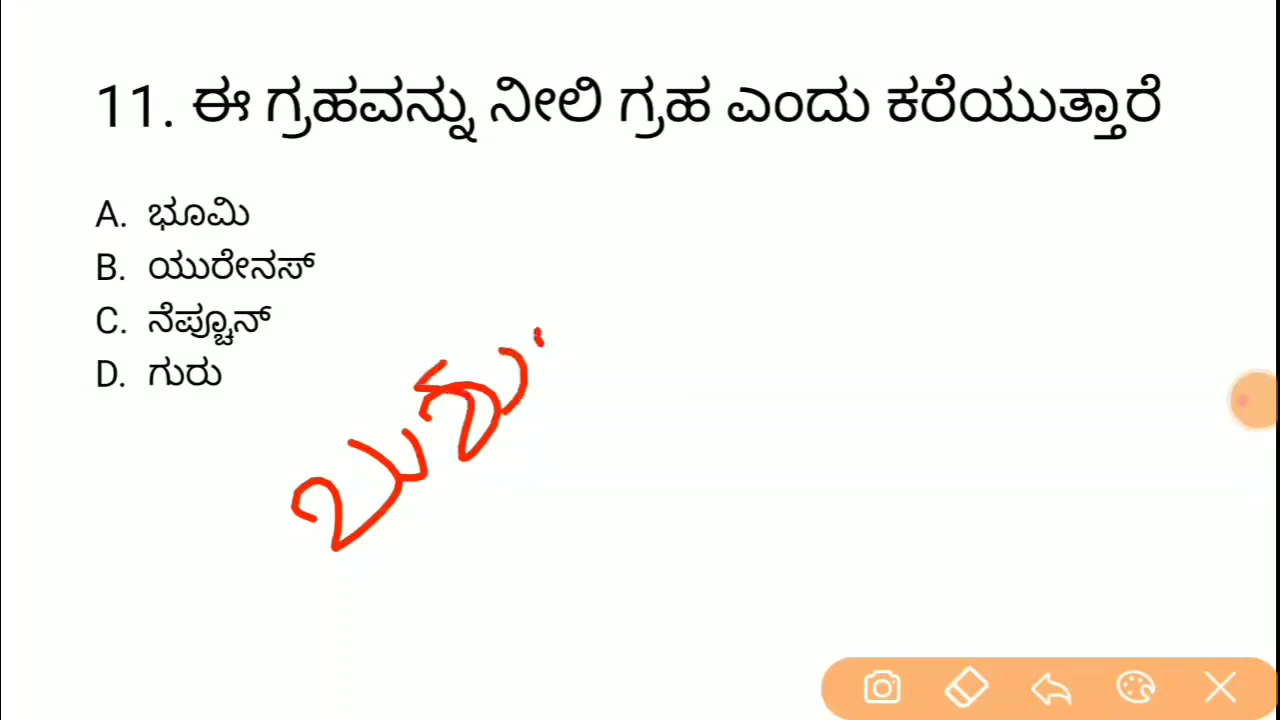 11. ಈ ಗ್ರಹವನ್ನು ನೀಲಿ ಗ್ರಹ ಎಂದು ಕರೆಯುತ್ತಾರೆ
A. ಭೂಮಿ
B. ಯುರೇನಸ್
C. ನೆಪ್ಚೂನ್
D. ಗುರು